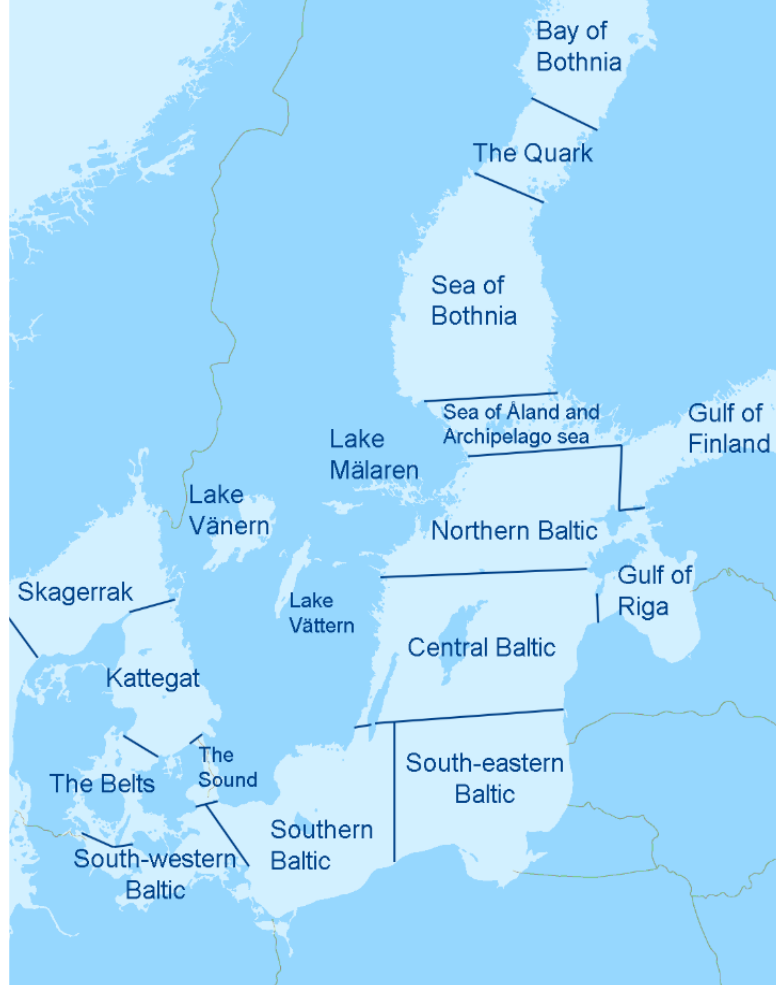 Bay of
Bothnia
The Quark
Sea of
Bothnia
Sea of Åland and
Archipelago sea
Gulf of
Finland
Lake
Mälaren
Lake
Vänern
Northern Baltic
Skagerrak
Lake
Vättern
Gulf of
Riga
Central Baltic
Kattegat
The Belts
The
Sound
South-eastern
Baltic
Southern
Baltic
South-western
Baltic